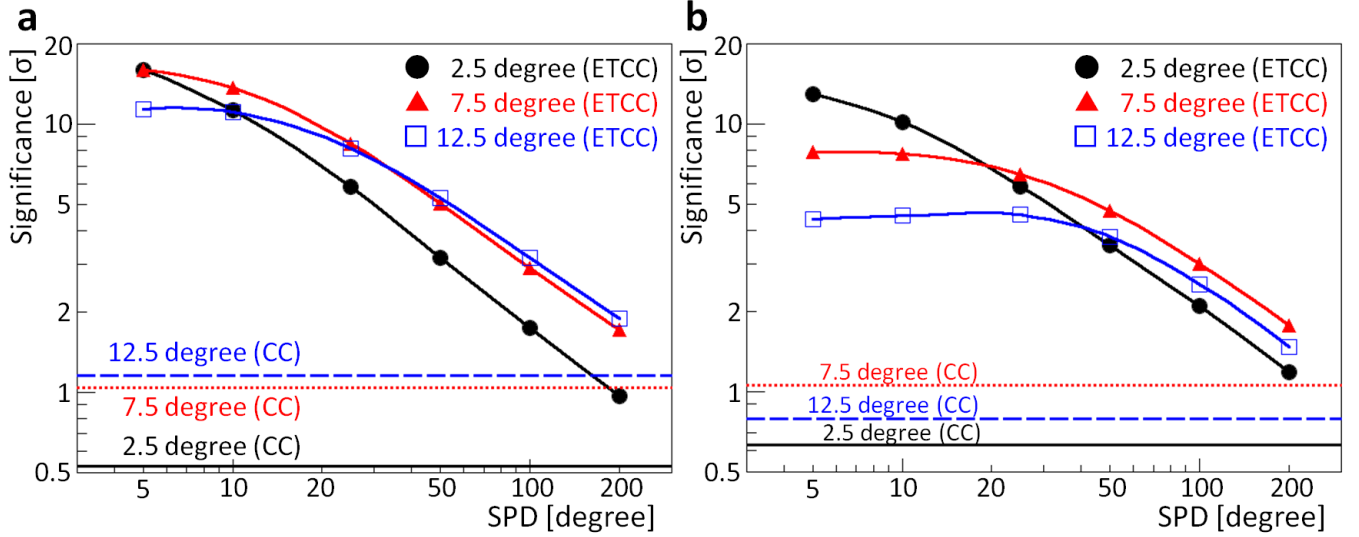 a
Significance [σ]
20
10
5
2
1
0.5
2.5 degree (ETCC)
7.5 degree (ETCC)
12.5 degree (ETCC)
12.5 degree (CC)
7.5 degree (CC)
2.5 degree (CC)
5 10 20 50 100 200
SPD [degree]
b
Significance [σ]
20
10
5
2
1
0.5
2.5 degree (ETCC)
7.5 degree (ETCC)
12.5 degree (ETCC)
7.5 degree (CC)
12.5 degree (CC)
2.5 degree (CC)
5 10 20 50 100 200
SPD [degree]